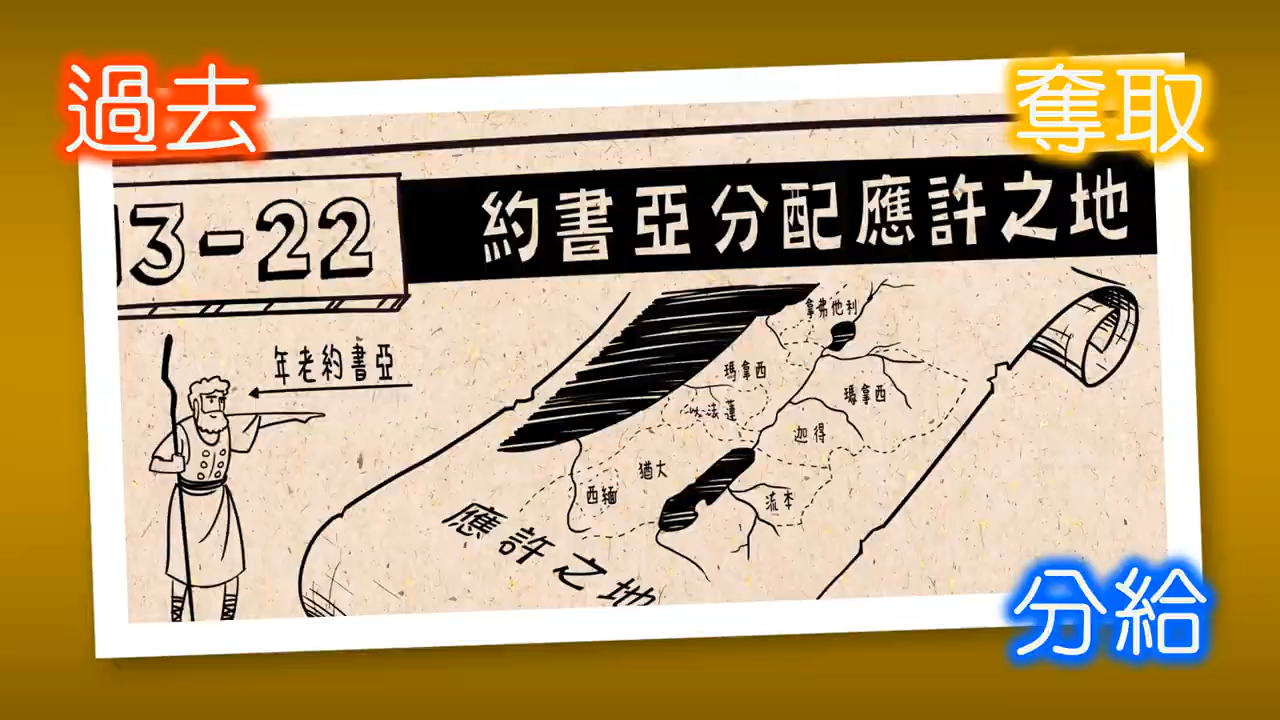 過去
奪取
13-22
約書亞分配應許之地
年老約書亞
拿弗他利
瑪拿西
瑪拿西
以法蓮
迦得
猶大
西緬
流本
應許之地
分給